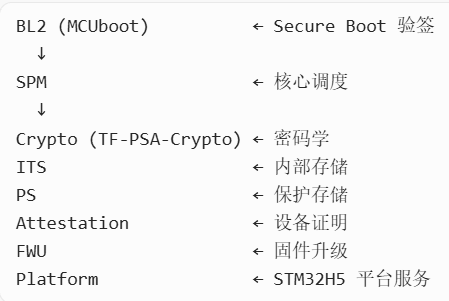 BL2 (MCUboot) ← Secure Boot 验签
↓
SPM ← 核心调度
↓
Crypto (TF-PSA-Crypto) ← 密码学
ITS ← 内部存储
PS ← 保护存储
Attestation ← 设备证明
FWU ← 固件升级
Platform ← STM32H5 平台服务